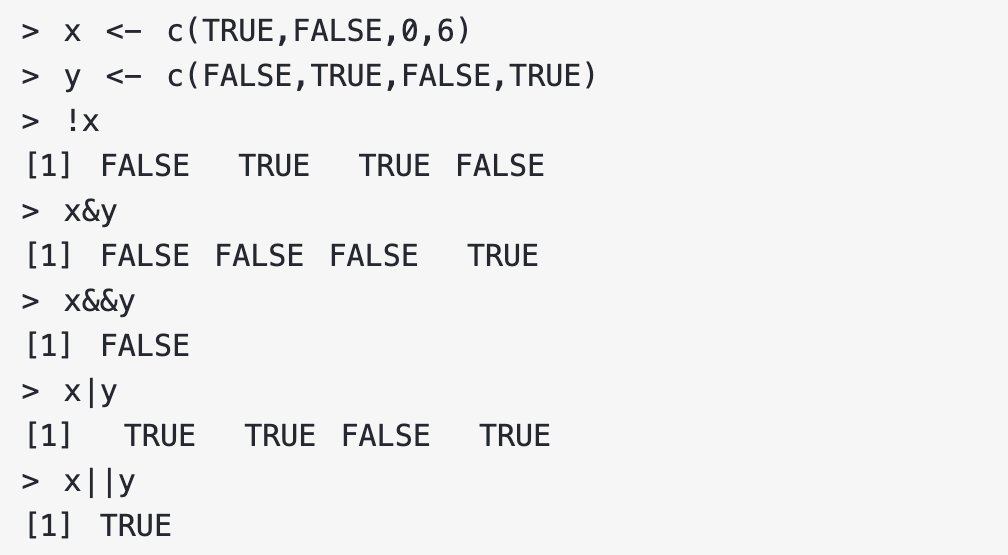 > x <- c(TRUE,FALSE,0,6)
> y <- c(FALSE,TRUE,FALSE,TRUE)
> !x
[1] FALSE  TRUE  TRUE FALSE
> x&y
[1] FALSE FALSE FALSE  TRUE
> x&&y
[1] FALSE
> x|y
[1]  TRUE  TRUE FALSE  TRUE
> x||y
[1] TRUE